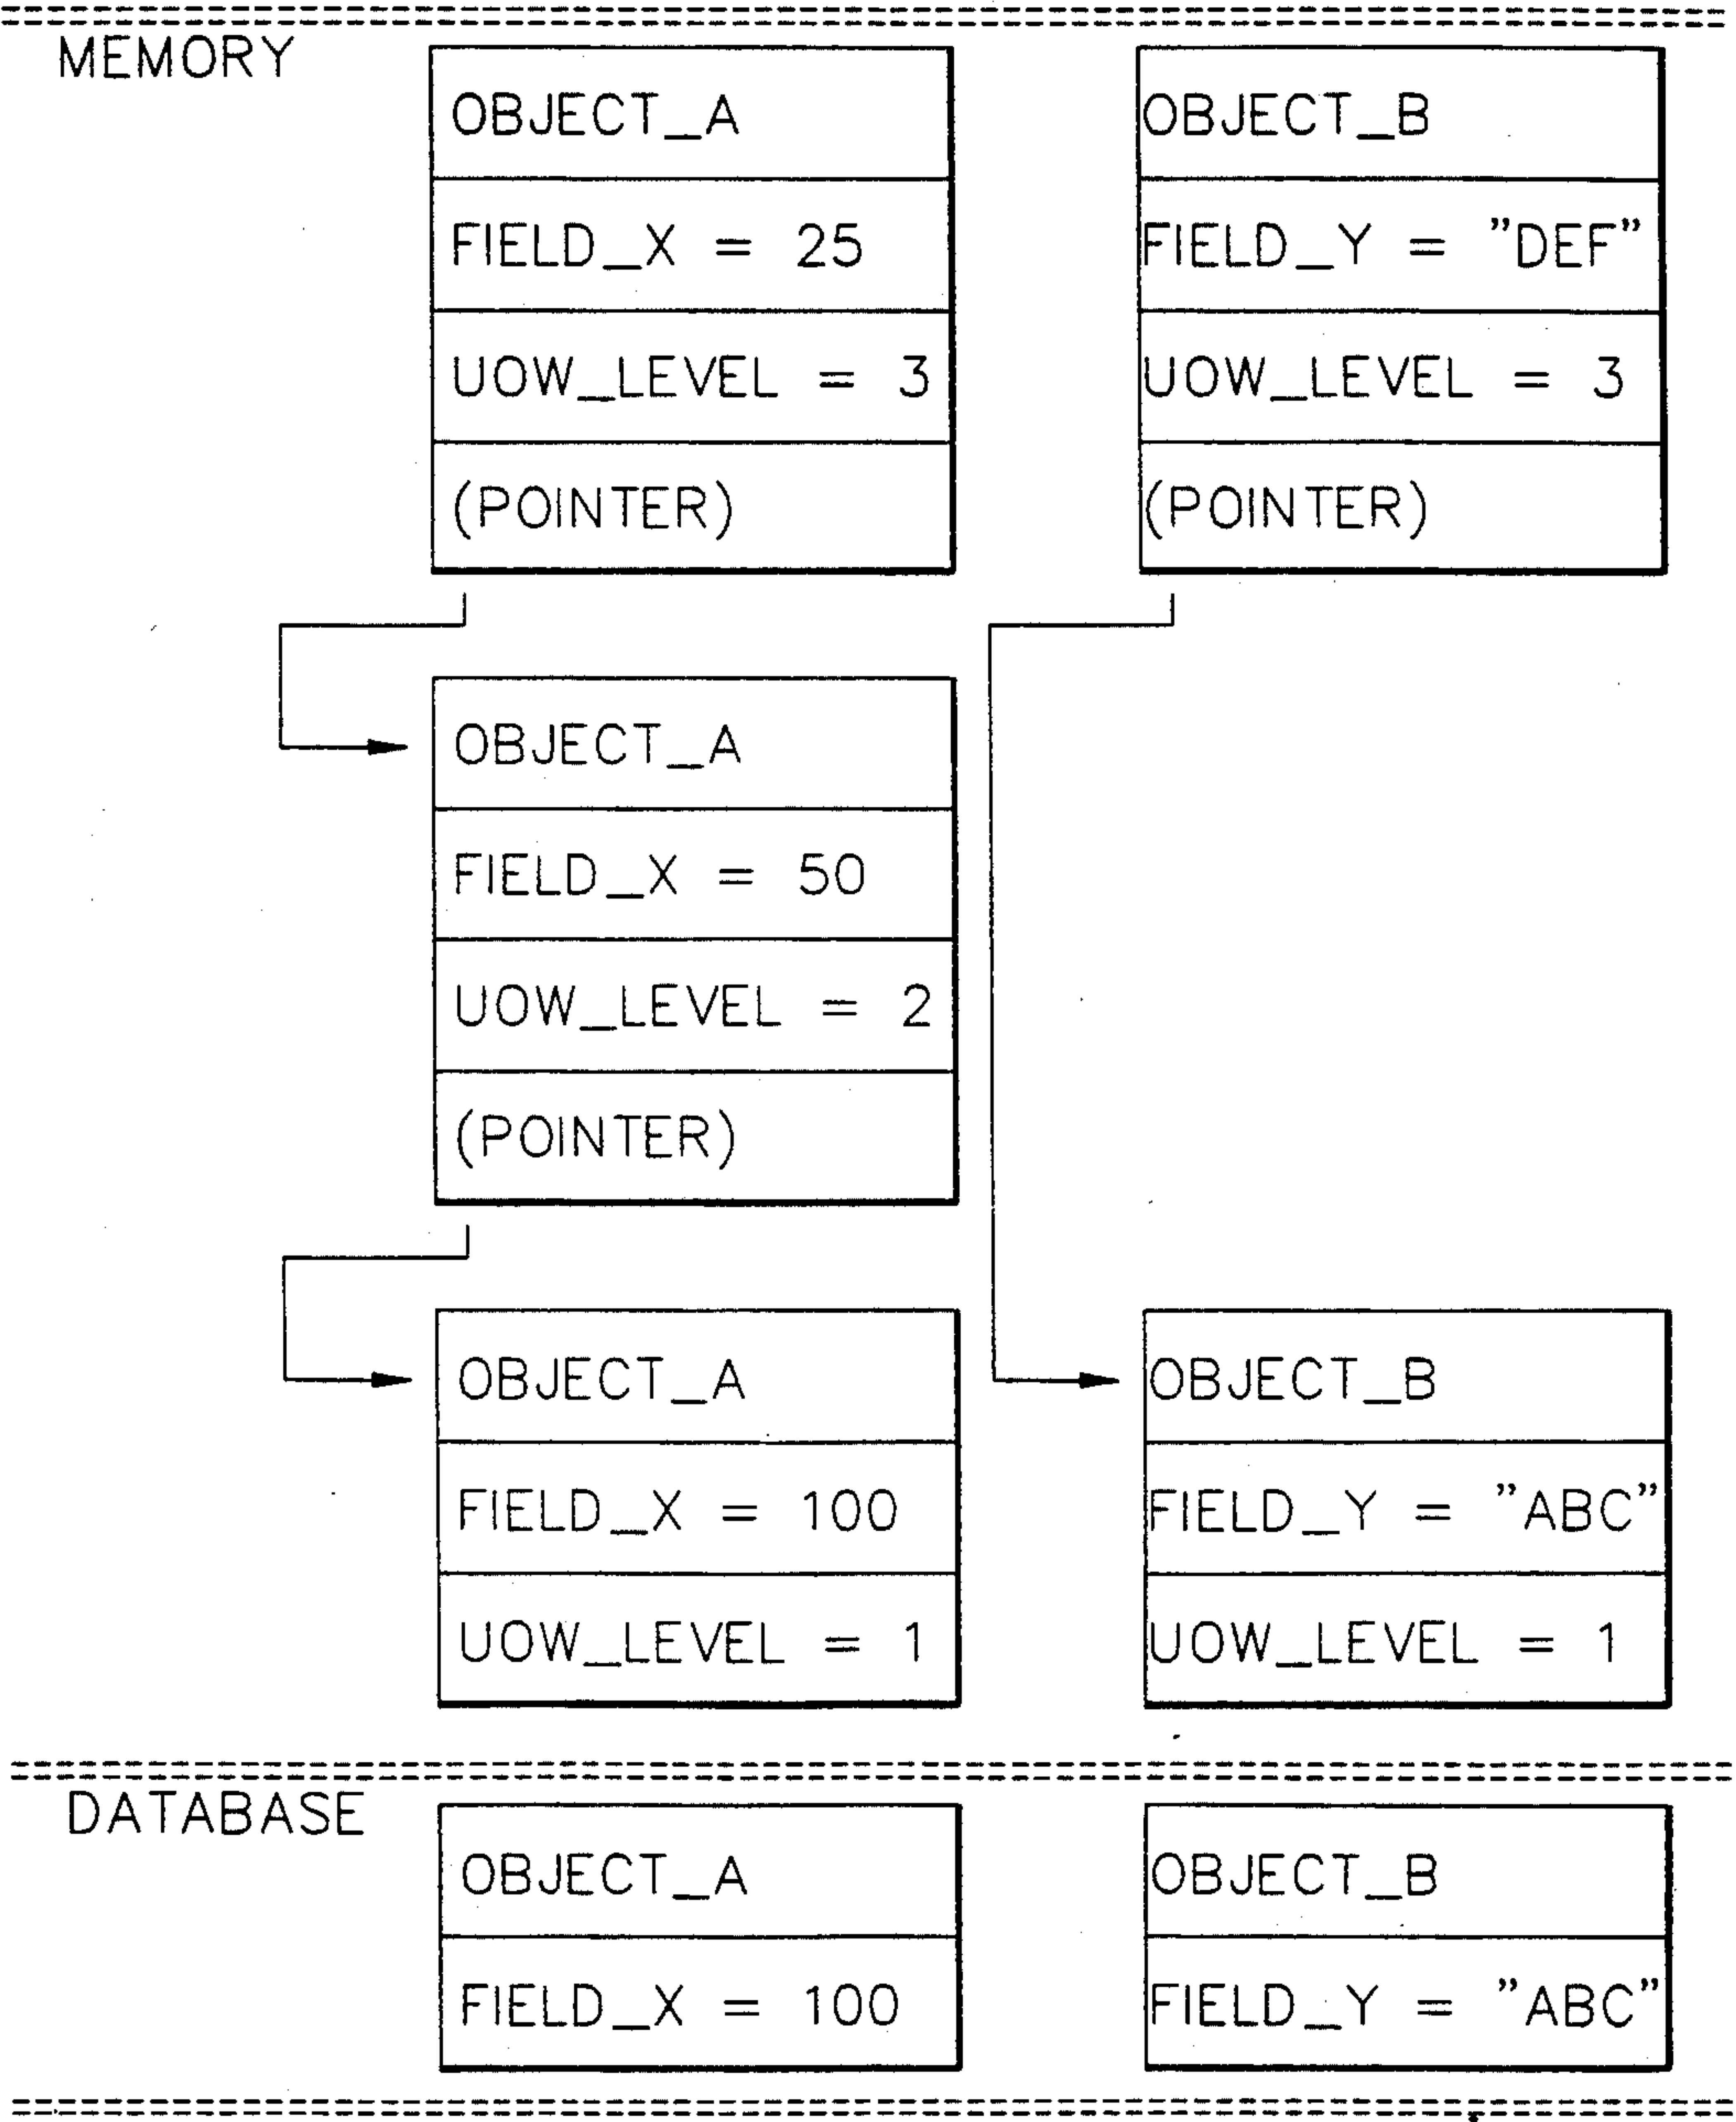 MEMORY
OBJECT_A
FIELD_X = 25
UOW_LEVEL = 3
(POINTER)
OBJECT_B
FIELD_Y = ”DEF”
UOW_LEVEL = 3
(POINTER)
OBJECT_A
FIELD_X = 50
UOW_LEVEL = 2
(POINTER)
OBJECT_A
FIELD_X = 100
UOW_LEVEL = 1
OBJECT_B
FIELD_Y = ”ABC”
UOW_LEVEL = 1
DATABASE
OBJECT_A
FIELD_X = 100
OBJECT_B
FIELD_Y = ”ABC”